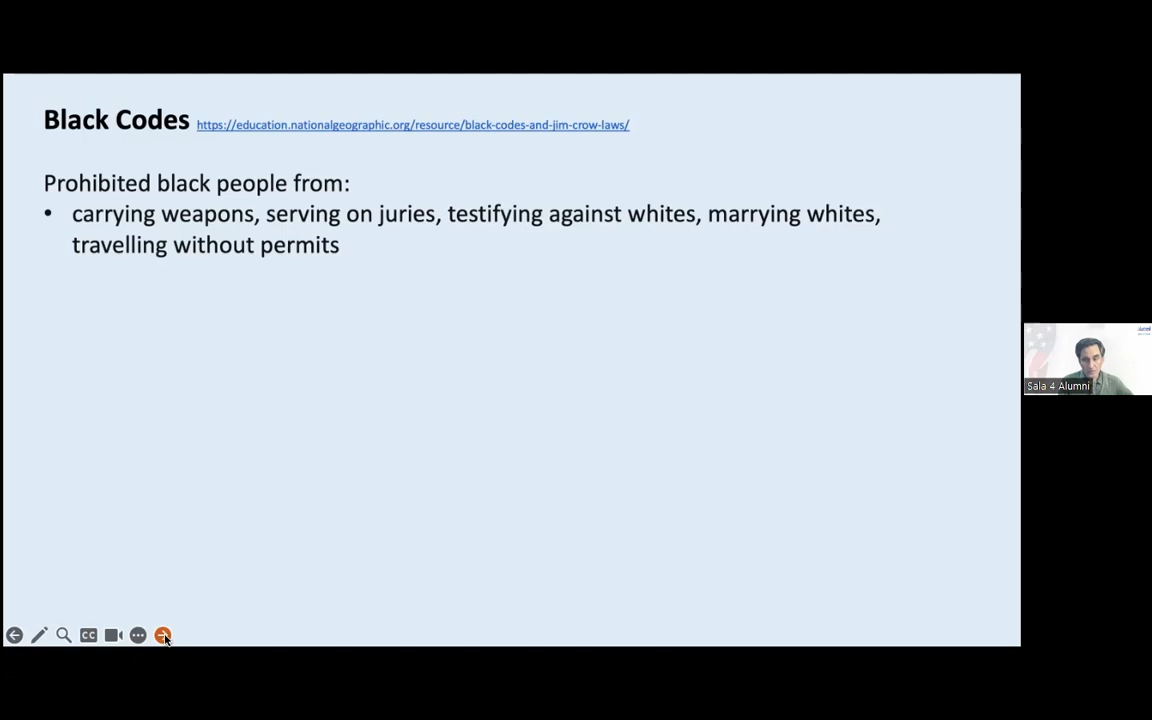 Black Codes https://education.nationalgeographic.org/resource/black-codes-and-jim-crow-laws/
Prohibited black people from:
• carrying weapons, serving on juries, testifying against whites, marrying whites,
travelling without permits
Sala 4 Alumni
CC